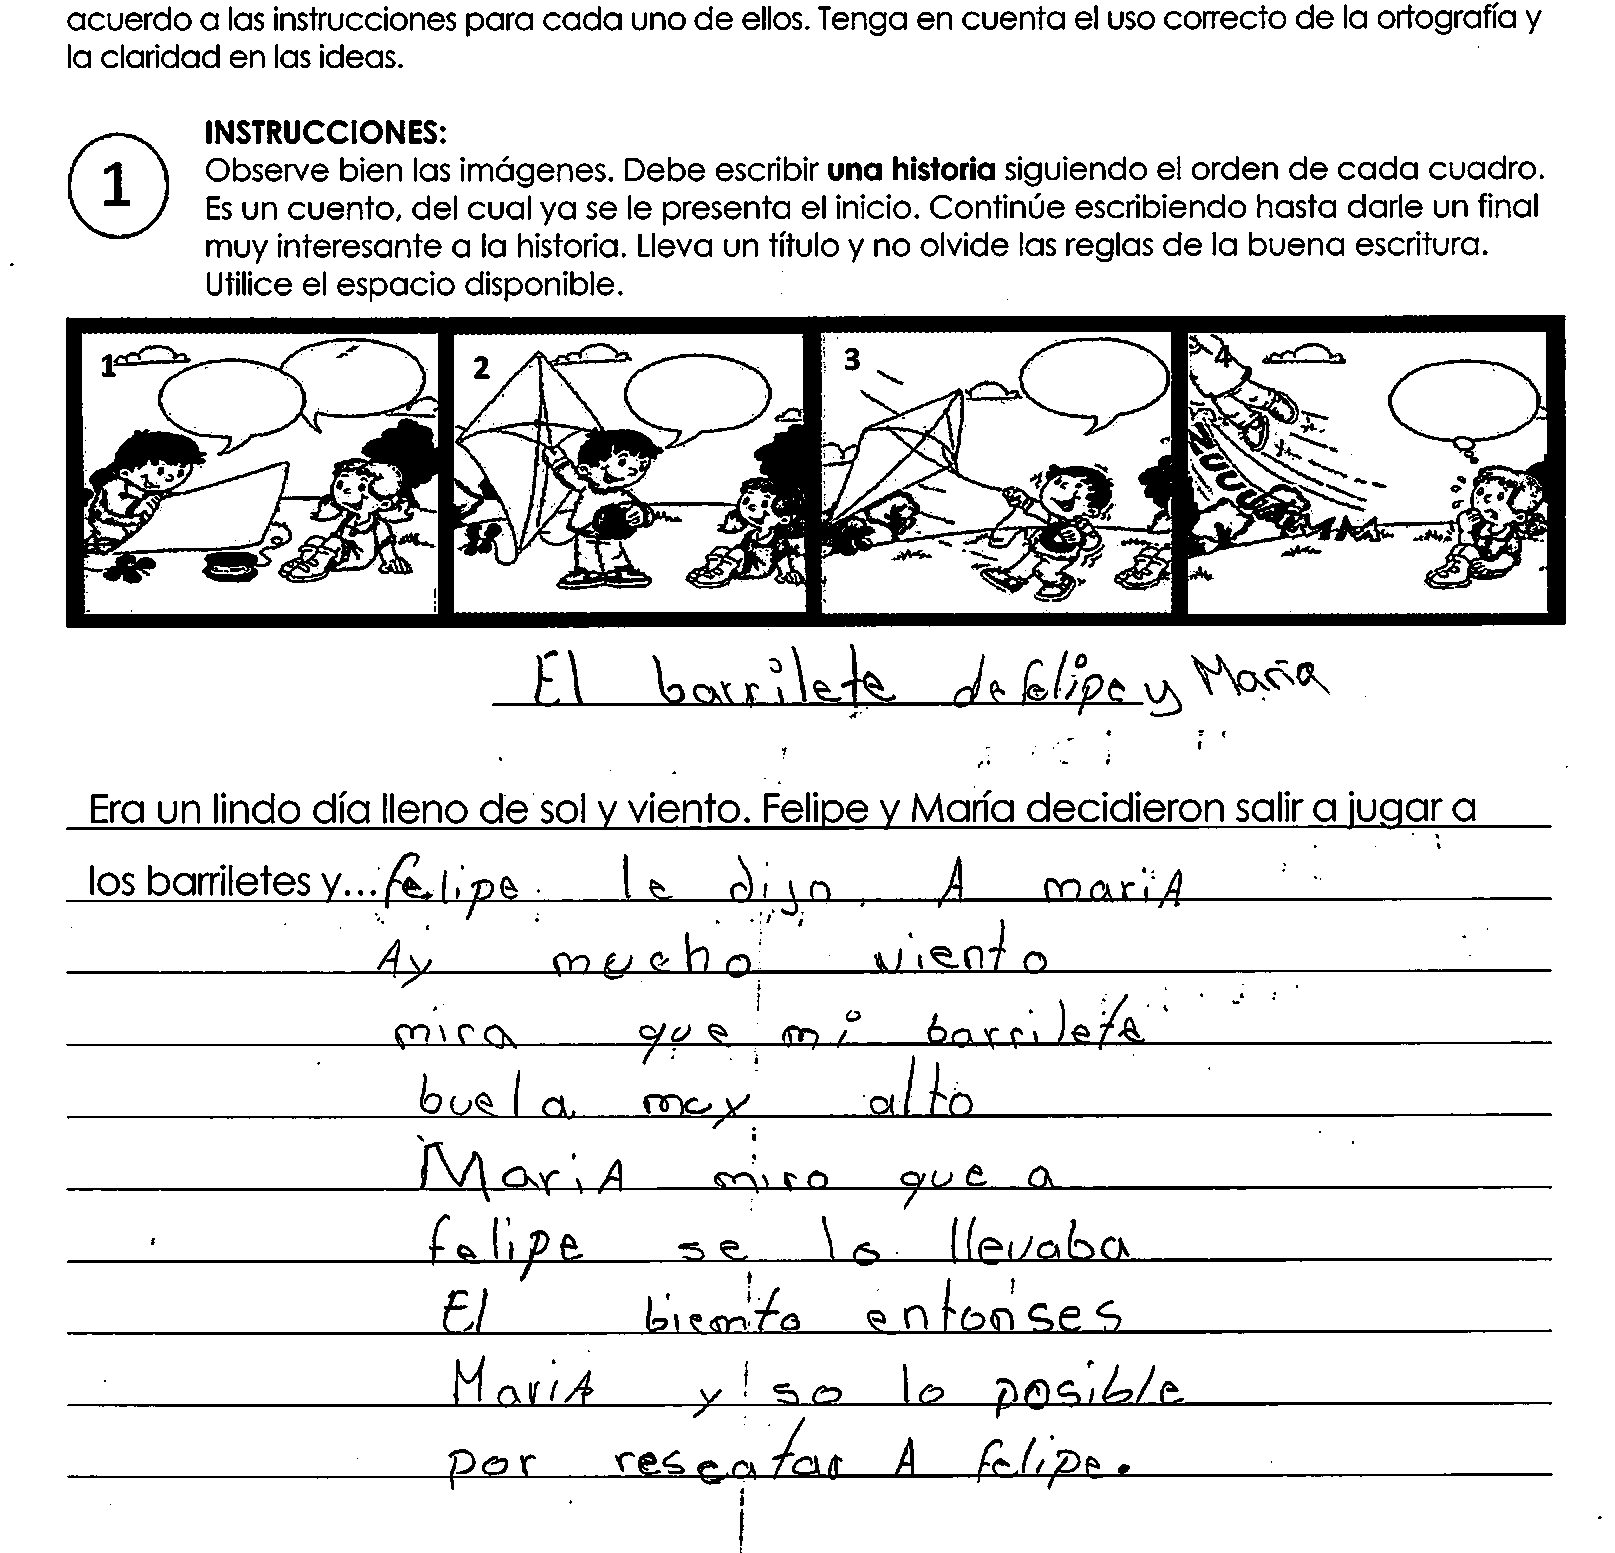 acuerdo a las instrucciones para cada uno de ellos. Tenga en cuenta el uso correcto de la ortografía y
la claridad en las ideas.
1
INSTRUCCIONES:
Observe bien las imágenes. Debe escribir una historia siguiendo el orden de cada cuadro.
Es un cuento, del cual ya se le presenta el inicio. Continúe escribiendo hasta darle un final
muy interesante a la historia. Lleva un título y no olvide las reglas de la buena escritura.
Utilice el espacio disponible.
1 2 3 4
ZUUUU
El barrilete de felipe y María
Era un lindo día lleno de sol y viento. Felipe y María decidieron salir a jugar a
los barriletes y... felipe le dijo A mariA
Ay mucho viento
mira que mi barrilete
buela muy alto
MariA miro que a
felipe se lo llevaba
El biento entonses
MariA yso lo posible
por rescatar A felipe.